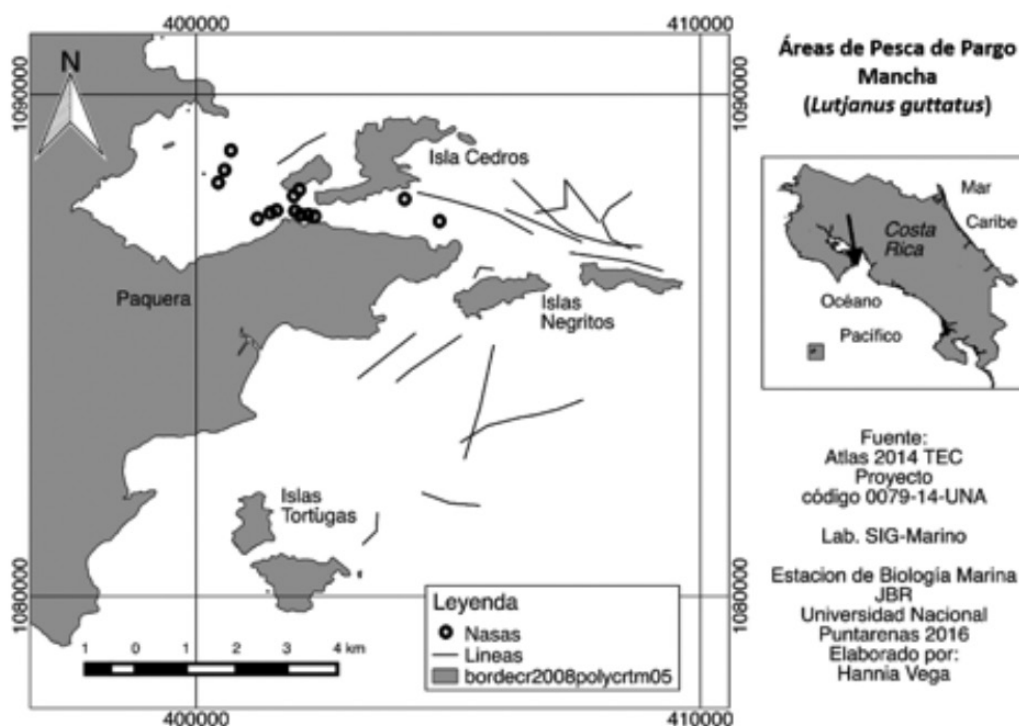 400000
410000
1090000
1090000
N
Isla Cedros
Paquera
Islas
Negritos
Islas
Tortugas
1080000
1080000
Leyenda
Nasas
Lineas
bordecr2008polycrtm05
1 0 1 2 3 4 km
400000
410000
Áreas de Pesca de Pargo
Mancha
(Lutjanus guttatus)
Mar
Caribe
Costa
Rica
Océano
Pacífico
Fuente:
Atlas 2014 TEC
Proyecto
código 0079-14-UNA
Lab. SIG-Marino
Estacion de Biología Marina
JBR
Universidad Nacional
Puntarenas 2016
Elaborado por:
Hannia Vega